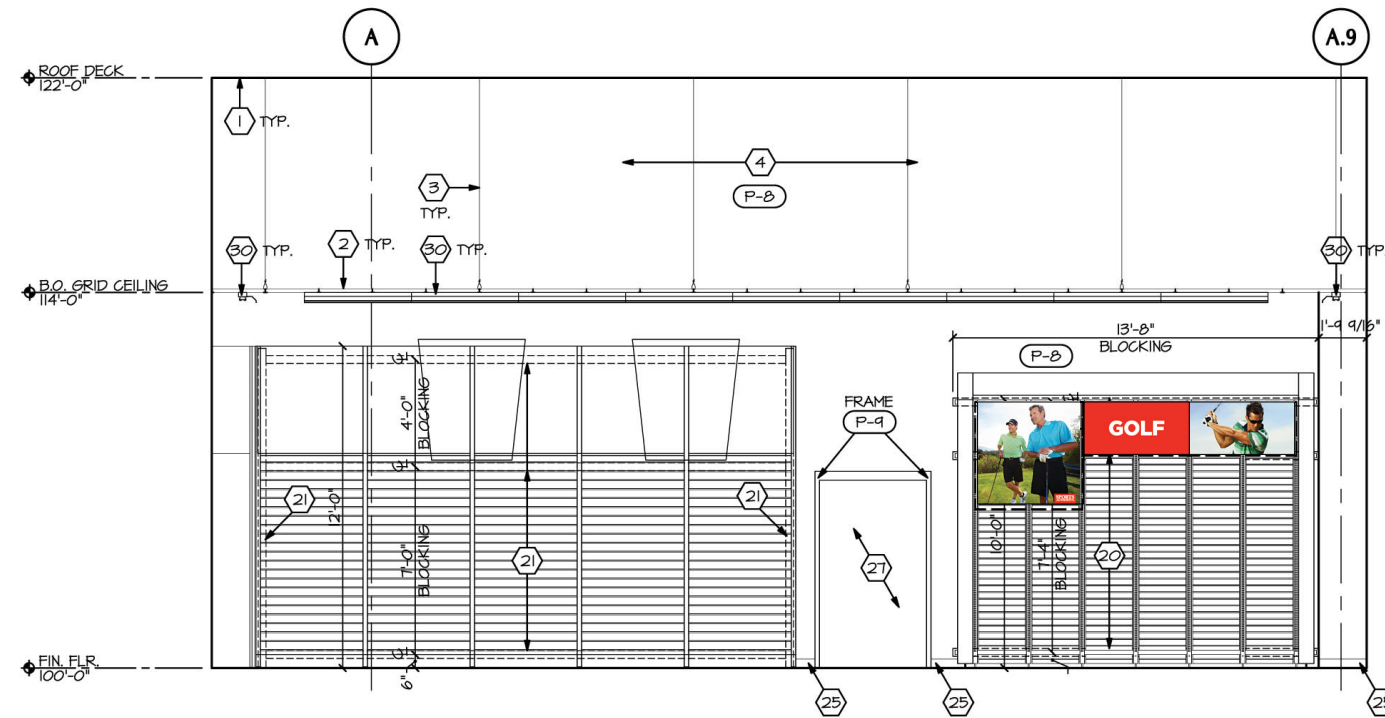 A
A.9
ROOF DECK
122'-0"
1 TYP.
4
P-8
3
TYP.
30 TYP.
2 TYP.
30 TYP.
30 TYP.
B.O. GRID CEILING
114'-0"
13'-8"
BLOCKING
1'-9 9/16"
P-8
4'-0"
BLOCKING
FRAME
P-9
GOLF
SPORTS
21
12'-0"
21
21
7'-0"
BLOCKING
27
10'-0"
7'-4"
BLOCKING
20
FIN. FLR.
100'-0"
6"
25
25
25